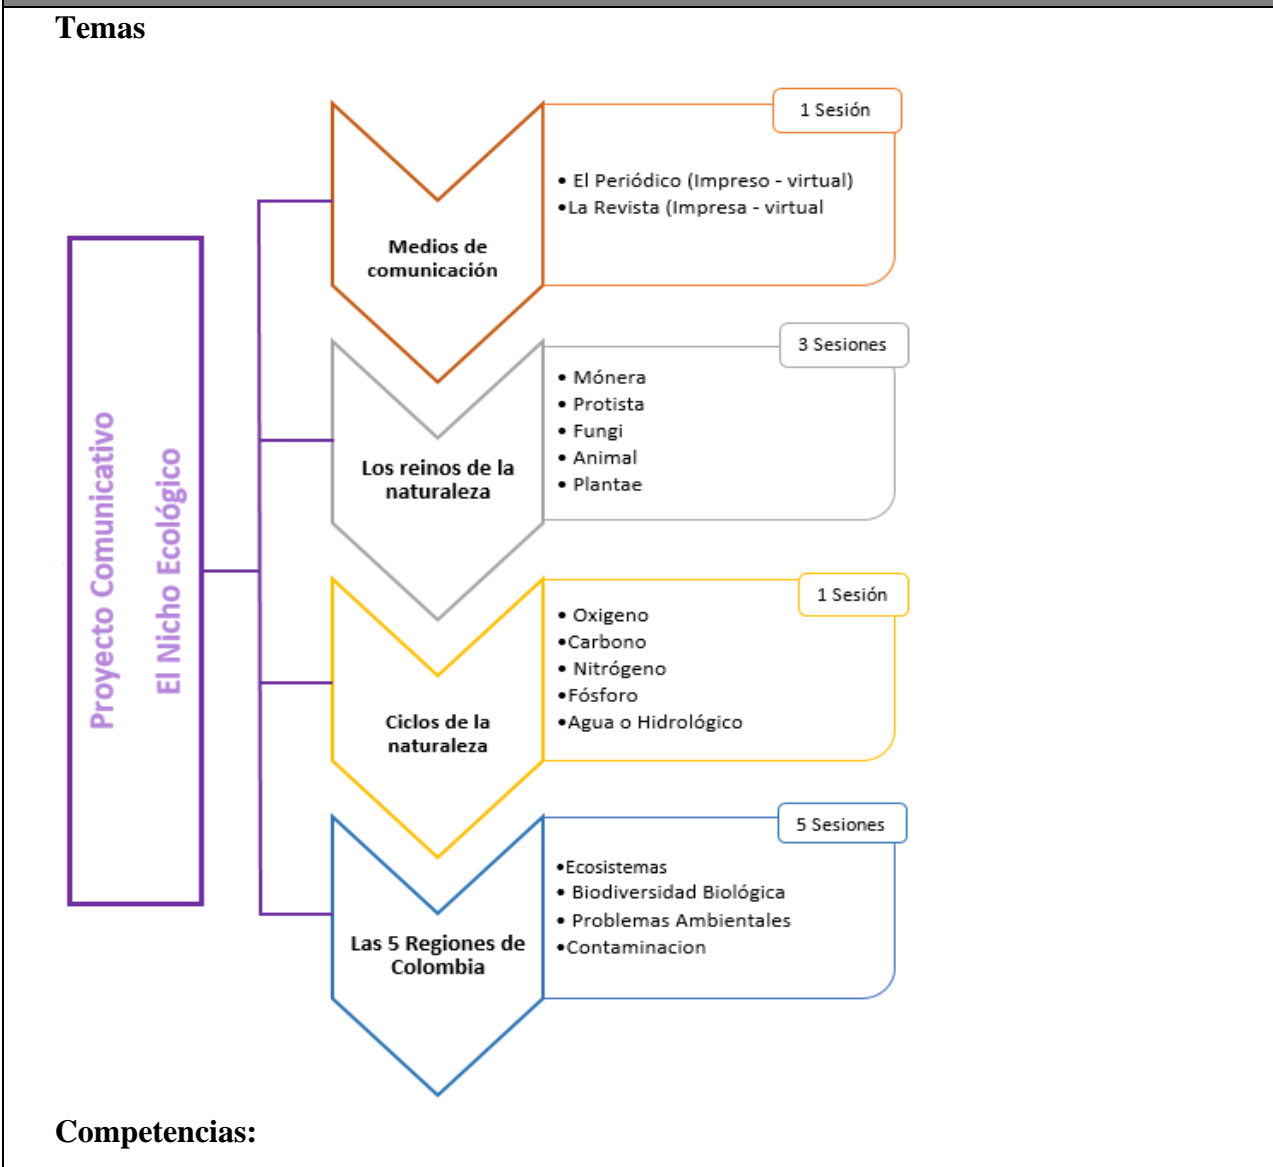 Temas
Proyecto Comunicativo
El Nicho Ecológico
Medios de
comunicación
1 Sesión
• El Periódico (Impreso - virtual)
•La Revista (Impresa - virtual
Los reinos de la
naturaleza
3 Sesiones
• Mónera
• Protista
• Fungi
• Animal
• Plantae
Ciclos de la
naturaleza
1 Sesión
• Oxigeno
•Carbono
• Nitrógeno
•Fósforo
•Agua o Hidrológico
Las 5 Regiones de
Colombia
5 Sesiones
•Ecosistemas
• Biodiversidad Biológica
• Problemas Ambientales
•Contaminacion
Competencias: